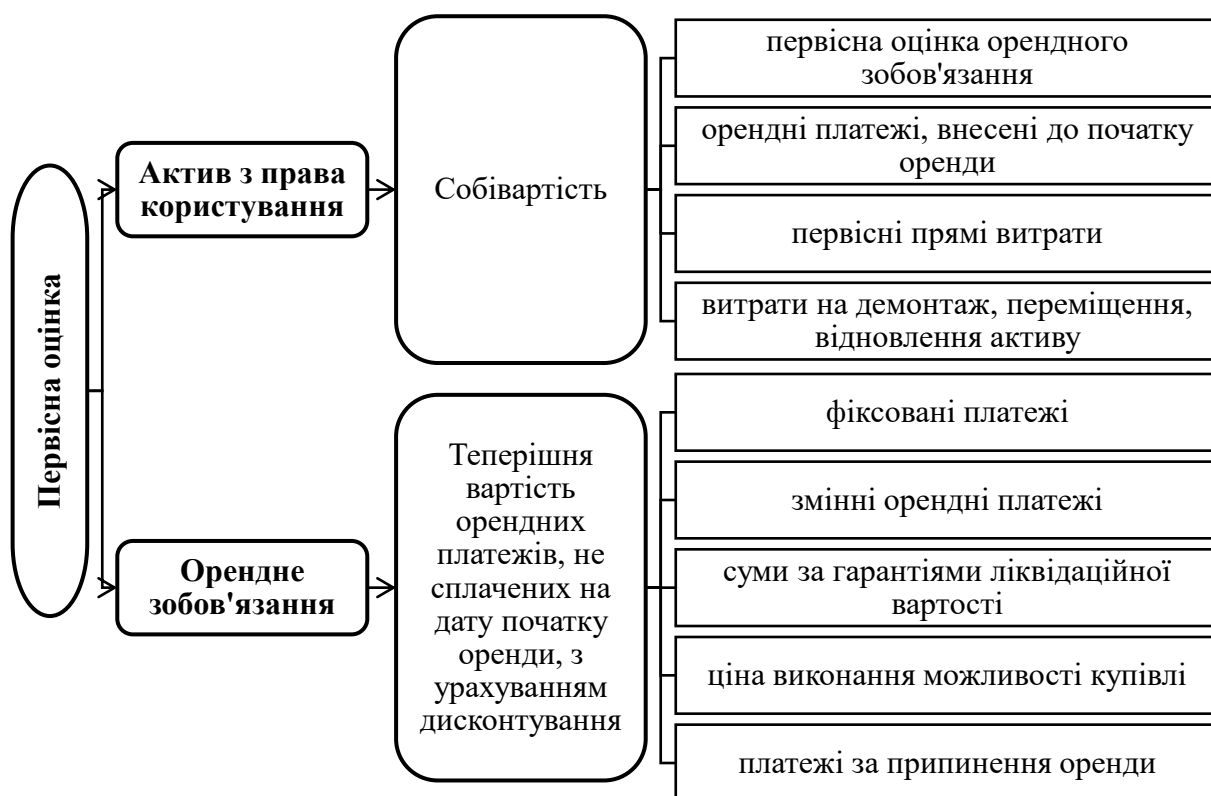 Первісна оцінка
Актив з права
користування
Собівартість
первісна оцінка орендного
зобов'язання
орендні платежі, внесені до початку
оренди
первісні прямі витрати
витрати на демонтаж, переміщення,
відновлення активу
Орендне
зобов'язання
Теперішня
вартість
орендних
платежів, не
сплачених на
дату початку
оренди, з
урахуванням
дисконтування
фіксовані платежі
змінні орендні платежі
суми за гарантіями ліквідаційної
вартості
ціна виконання можливості купівлі
платежі за припинення оренди